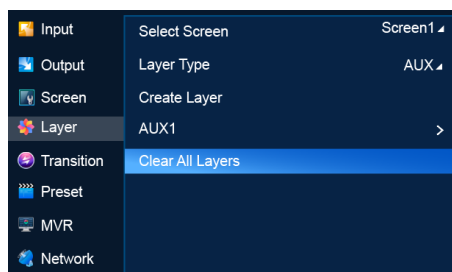 Input
Output
Screen
Layer
Transition
Preset
MVR
Network
Select Screen Screen1
Layer Type AUX
Create Layer
AUX1 >
Clear All Layers